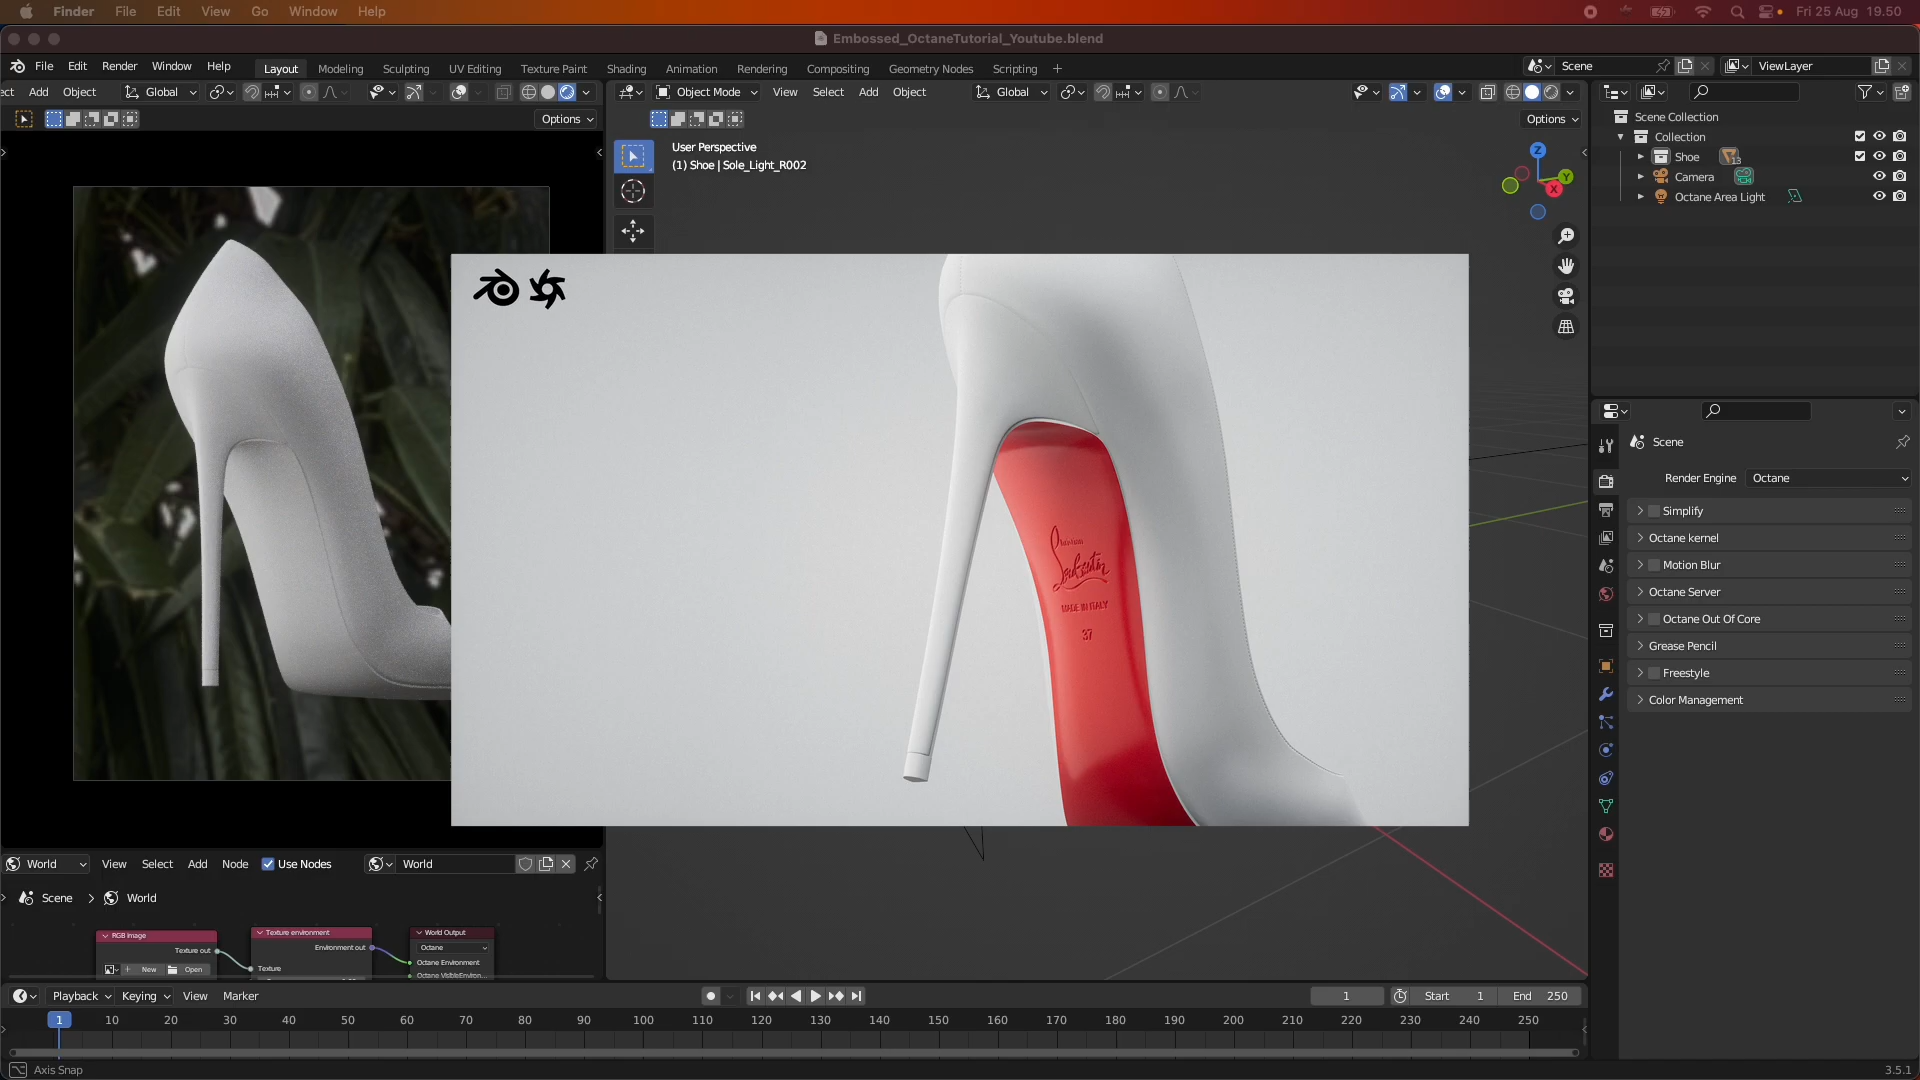 Finder File Edit View Go Window Help Fri 25 Aug 19.50
Embossed_OctaneTutorial_Youtube.blend
File Edit Render Window Help Layout Modeling Sculpting UV Editing Texture Paint Shading Animation Rendering Compositing Geometry Nodes Scripting + Scene ViewLayer
ect Add Object Global Object Mode View Select Add Object Global
Options Options
User Perspective
(1) Shoe | Sole_Light_R002
Z
Y
X
Scene Collection
Collection
Shoe 13
Camera
Octane Area Light
Scene
Render Engine Octane
Simplify
Octane kernel
Motion Blur
Octane Server
Octane Out Of Core
Grease Pencil
Freestyle
Color Management
Louboutin
MADE IN ITALY
37
World View Select Add Node Use Nodes World
Scene > World
RGB image Texture environment World Output
Texture out Environment out Octane
New Open Texture Octane Environment
Octane VisibleEnviron...
Playback Keying View Marker 1 Start 1 End 250
1 10 20 30 40 50 60 70 80 90 100 110 120 130 140 150 160 170 180 190 200 210 220 230 240 250
Axis Snap 3.5.1